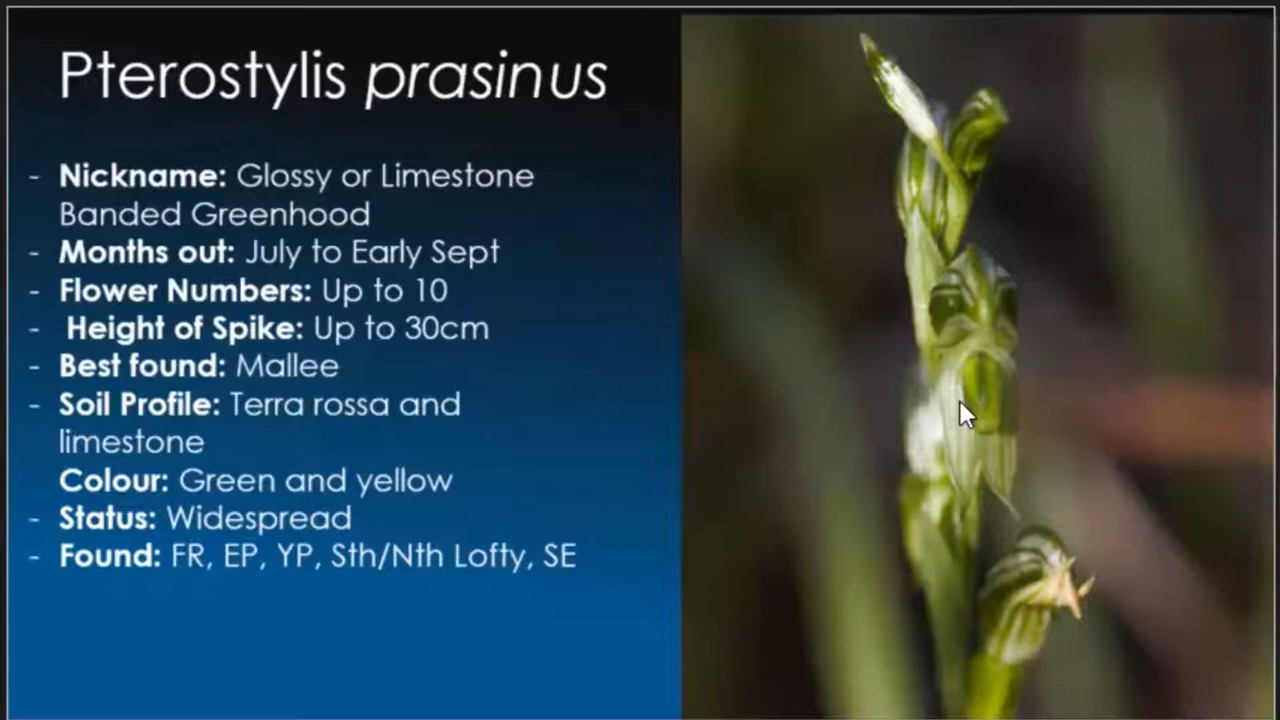 Pterostylis prasinus
- Nickname: Glossy or Limestone
Banded Greenhood
- Months out: July to Early Sept
- Flower Numbers: Up to 10
- Height of Spike: Up to 30cm
- Best found: Mallee
- Soil Profile: Terra rossa and
limestone
Colour: Green and yellow
- Status: Widespread
- Found: FR, EP, YP, Sth/Nth Lofty, SE